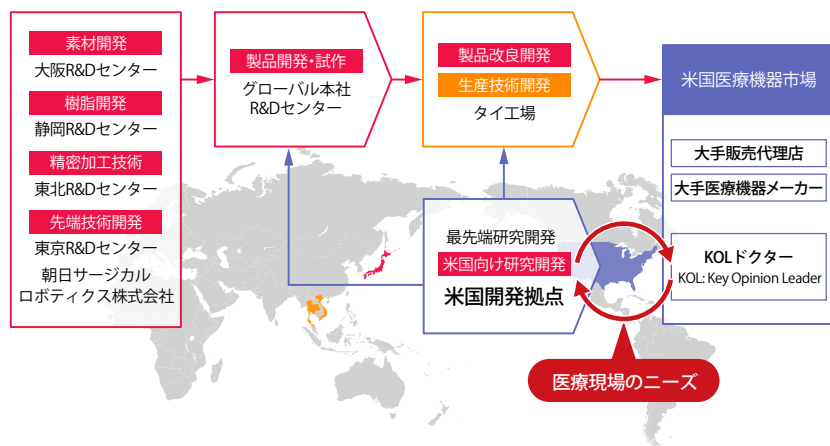 素材開発
大阪R&Dセンター
樹脂開発
静岡R&Dセンター
精密加工技術
東北R&Dセンター
先端技術開発
東京R&Dセンター
朝日サージカル
ロボティクス株式会社
製品開発・試作
グローバル本社
R&Dセンター
製品改良開発
生産技術開発
タイ工場
米国医療機器市場
大手販売代理店
大手医療機器メーカー
KOLドクター
KOL: Key Opinion Leader
最先端研究開発
米国向け研究開発
米国開発拠点
医療現場のニーズ